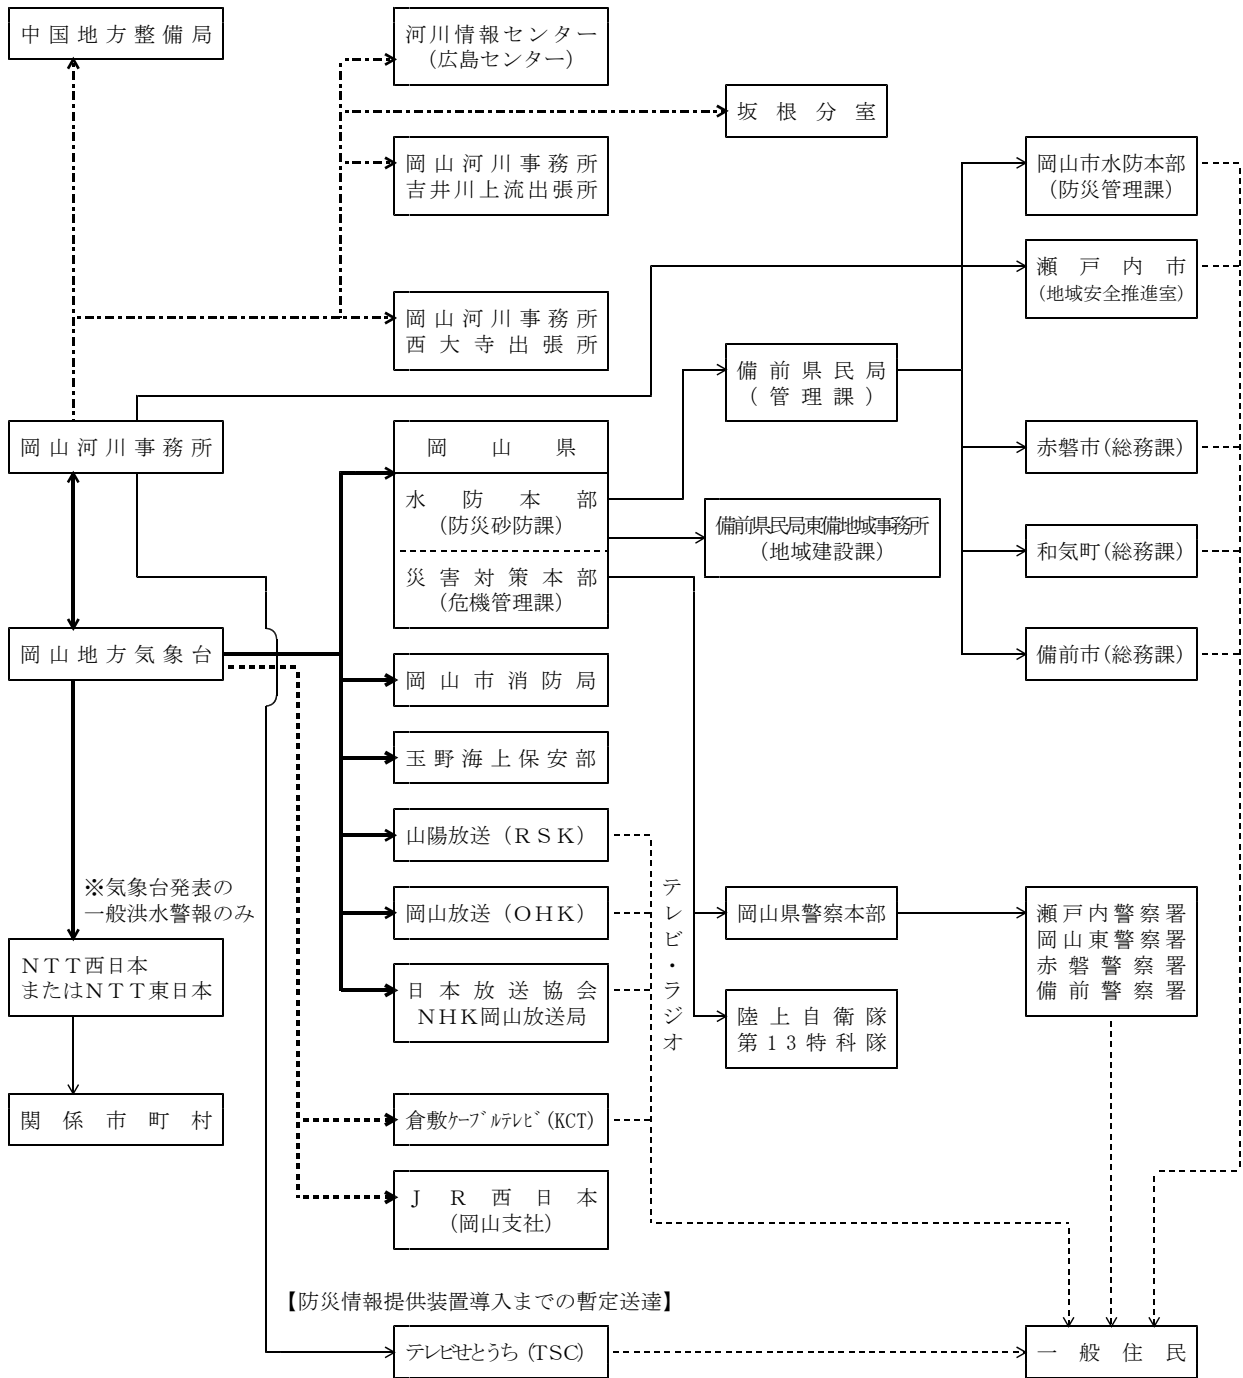 中国地方整備局
河川情報センター
(広島センター)
坂根分室
岡山河川事務所
吉井川上流出張所
岡山市水防本部
(防災管理課)
瀬戸内市
(地域安全推進室)
岡山河川事務所
西大寺出張所
備前県民局
(管理課)
岡山河川事務所
岡山県
水防本部
(防災砂防課)
災害対策本部
(危機管理課)
備前県民局東備地域事務所
(地域建設課)
赤磐市(総務課)
和気町(総務課)
備前市(総務課)
岡山地方気象台
岡山市消防局
玉野海上保安部
山陽放送(RSK)
岡山放送(OHK)
日本放送協会
NHK岡山放送局
テレビ・ラジオ
※気象台発表の
一般洪水警報のみ
NTT西日本
またはNTT東日本
関係市町村
岡山県警察本部
陸上自衛隊
第13特科隊
瀬戸内警察署
岡山東警察署
赤磐警察署
備前警察署
倉敷ケーブルテレビ(KCT)
JR西日本
(岡山支社)
【防災情報提供装置導入までの暫定送達】
テレビせとうち(TSC)
一般住民